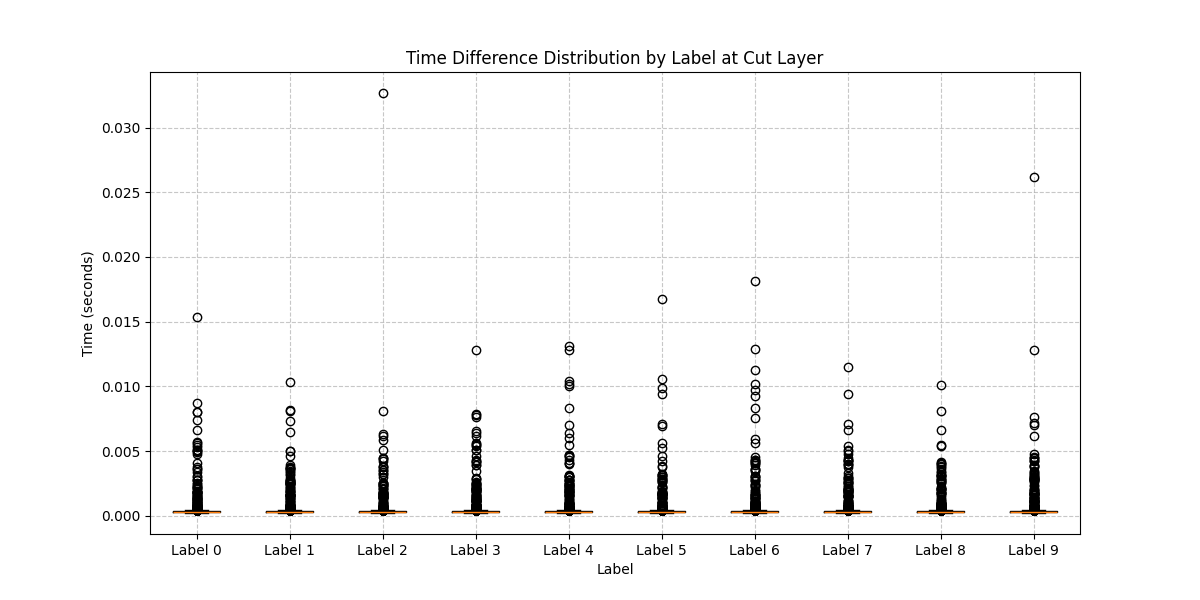 Time Difference Distribution by Label at Cut Layer
Time (seconds)
0.030
0.025
0.020
0.015
0.010
0.005
0.000
Label 0 Label 1 Label 2 Label 3 Label 4 Label 5 Label 6 Label 7 Label 8 Label 9
Label